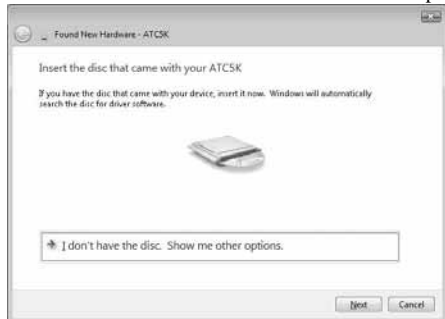 Found New Hardware - ATC5K
Insert the disc that came with your ATC5K
If you have the disc that came with your device, insert it now. Windows will automatically
search the disc for driver software.
I don't have the disc. Show me other options.
Next Cancel